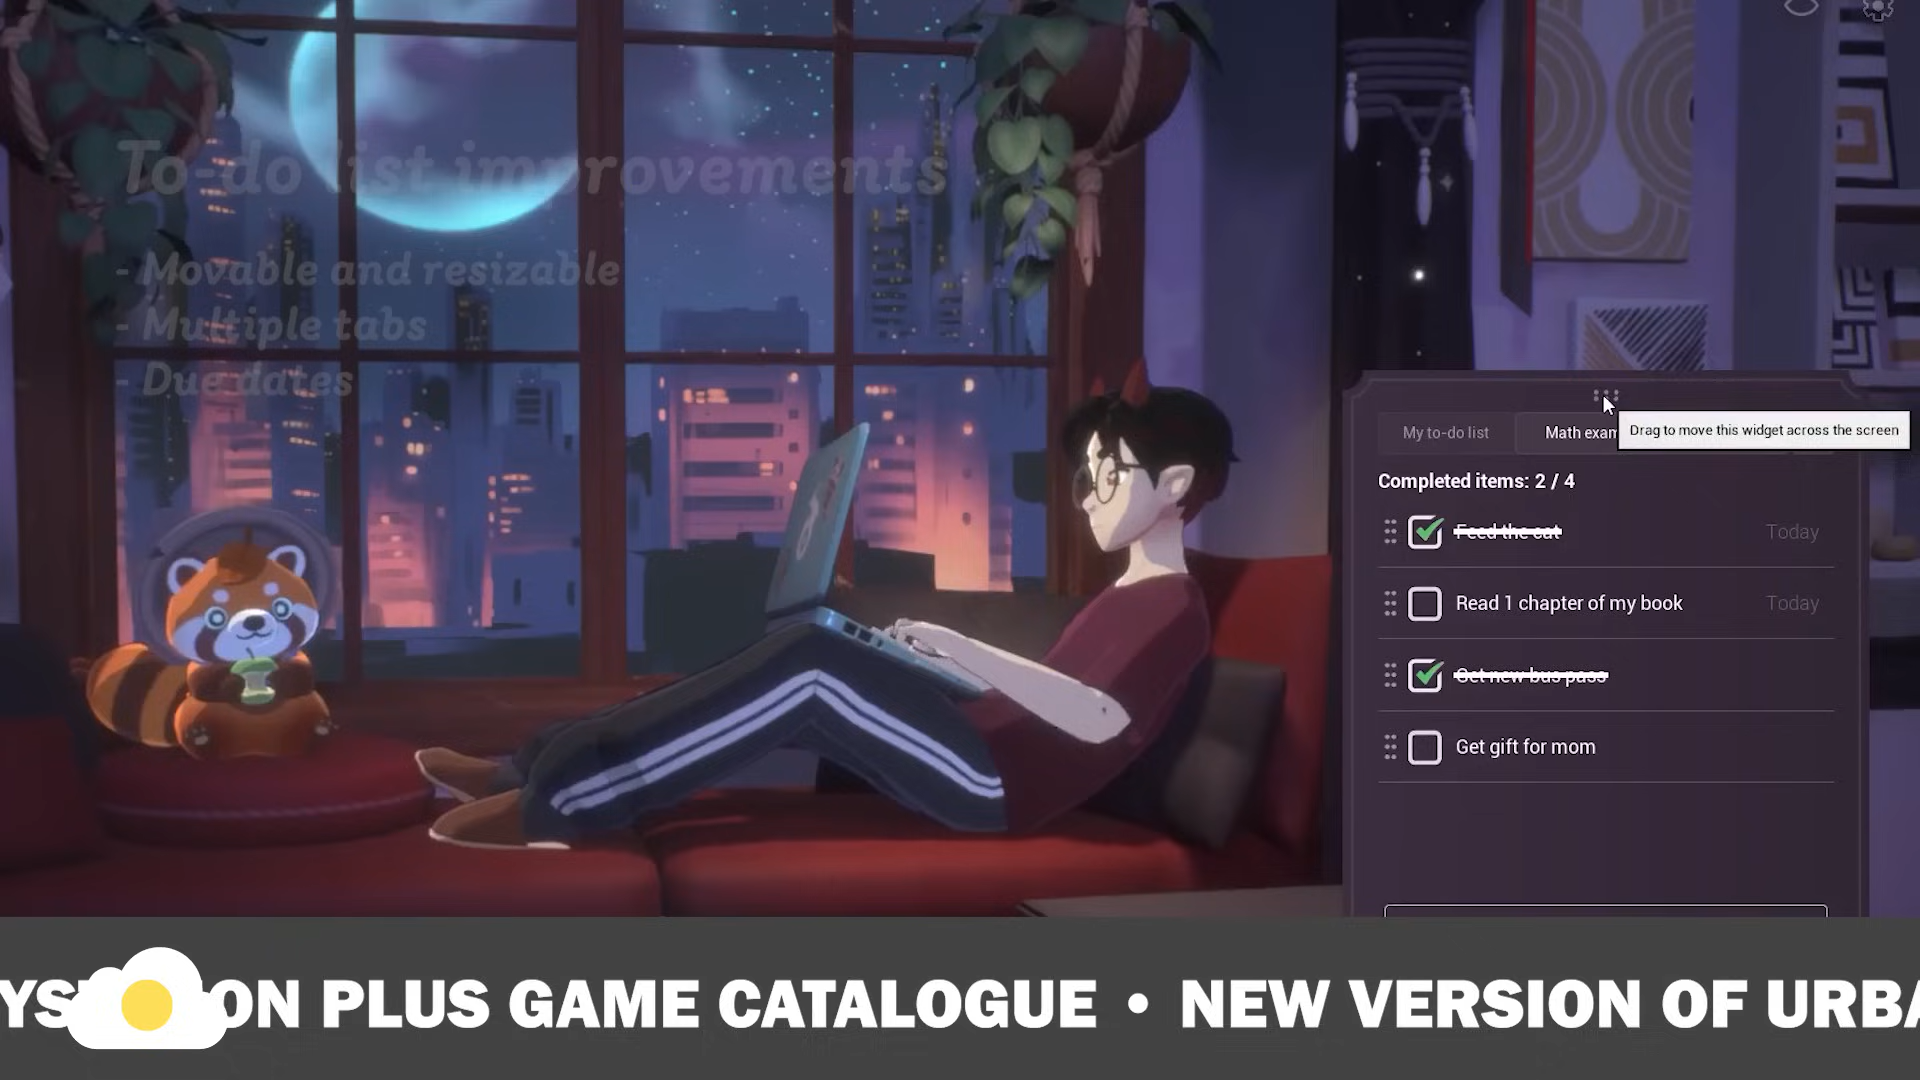 To-do list improvements
- Movable and resizable
- Multiple tabs
- Due dates
My to-do list
Math exam
Drag to move this widget across the screen
Completed items: 2 / 4
Feed the cat
Today
Read 1 chapter of my book
Today
Get new bus pass
Get gift for mom
YS ON PLUS GAME CATALOGUE • NEW VERSION OF URBA